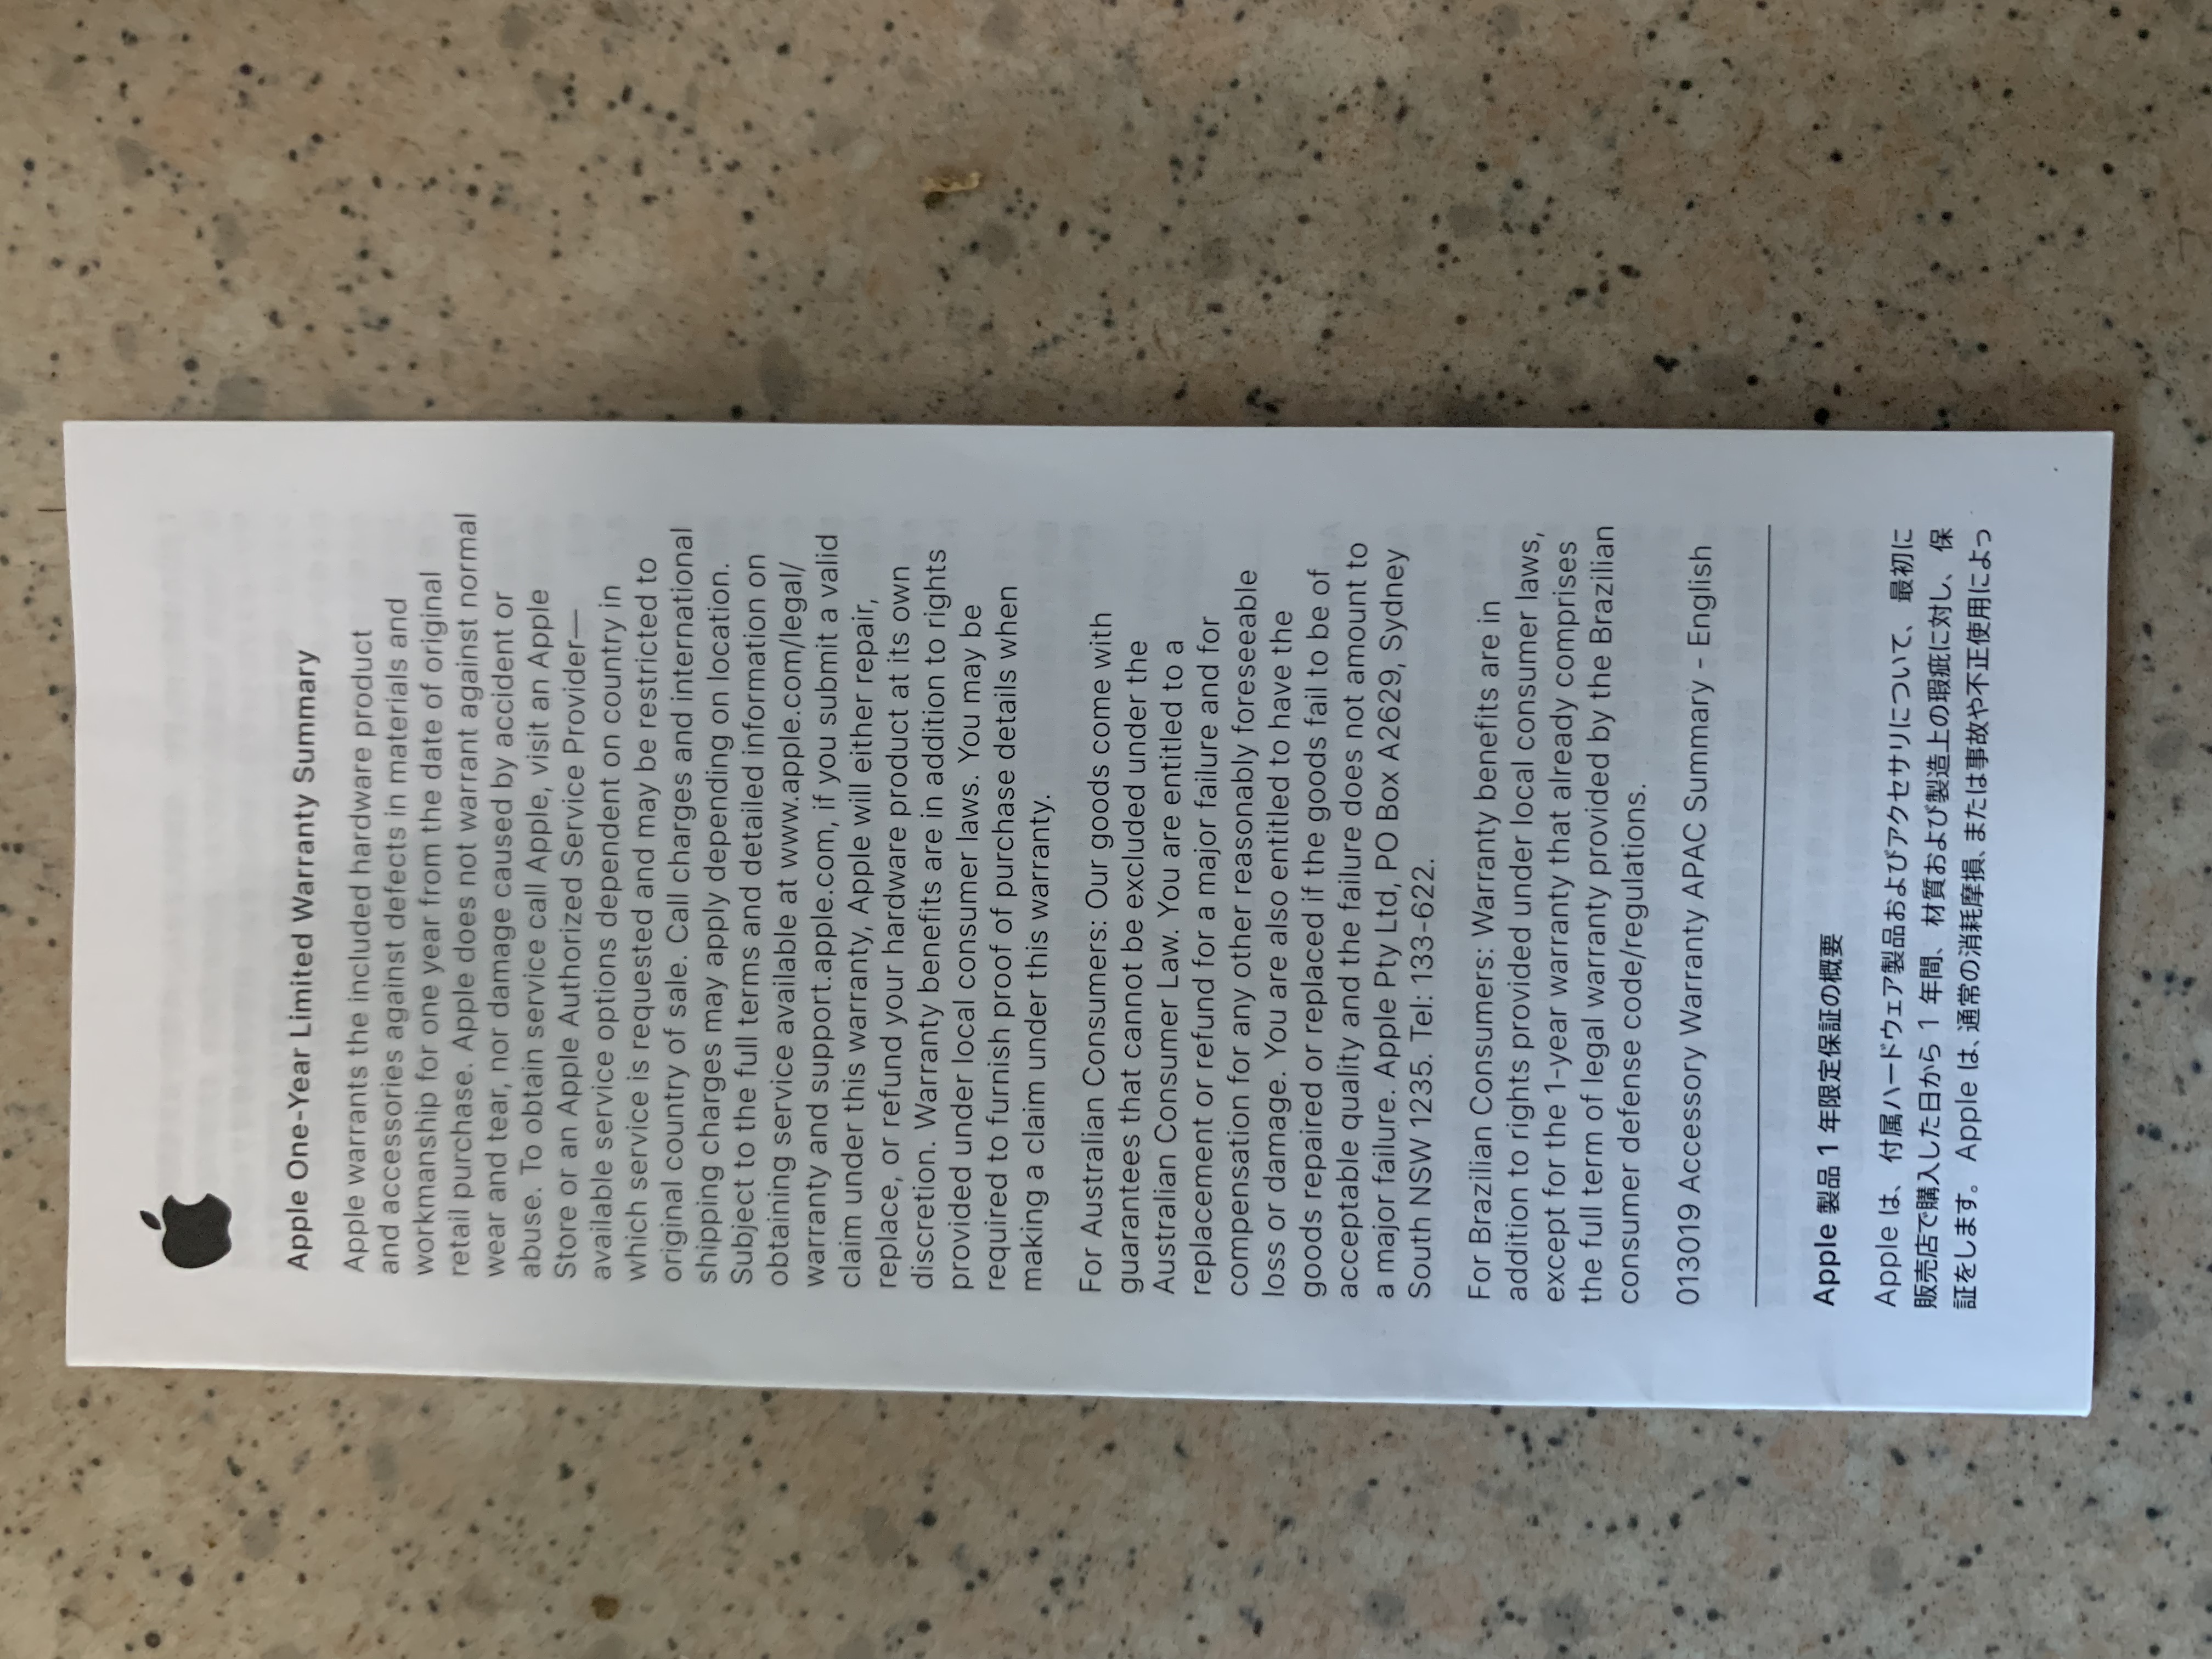 Apple One-Year Limited Warranty Summary
Apple warrants the included hardware product
and accessories against defects in materials and
workmanship for one year from the date of original
retail purchase. Apple does not warrant against normal
wear and tear, nor damage caused by accident or
abuse. To obtain service call Apple, visit an Apple
Store or an Apple Authorized Service Provider—
available service options dependent on country in
which service is requested and may be restricted to
original country of sale. Call charges and international
shipping charges may apply depending on location.
Subject to the full terms and detailed information on
obtaining service available at www.apple.com/legal/
warranty and support.apple.com, if you submit a valid
claim under this warranty, Apple will either repair,
replace, or refund your hardware product at its own
discretion. Warranty benefits are in addition to rights
provided under local consumer laws. You may be
required to furnish proof of purchase details when
making a claim under this warranty.
For Australian Consumers: Our goods come with
guarantees that cannot be excluded under the
Australian Consumer Law. You are entitled to a
replacement or refund for a major failure and for
compensation for any other reasonably foreseeable
loss or damage. You are also entitled to have the
goods repaired or replaced if the goods fail to be of
acceptable quality and the failure does not amount to
a major failure. Apple Pty Ltd, PO Box A2629, Sydney
South NSW 1235. Tel: 133-622.
For Brazilian Consumers: Warranty benefits are in
addition to rights provided under local consumer laws,
except for the 1-year warranty that already comprises
the full term of legal warranty provided by the Brazilian
consumer defense code/regulations.
013019 Accessory Warranty APAC Summary - English
Apple 製品 1 年限定保証の概要
Apple は、 付属ハードウェア製品およびアクセサリについて、 最初に
販売店で購入した日から 1 年間、 材質および製造上の瑕疵に対し、 保
証をします。 Apple は、通常の消耗摩損、または事故や不正使用によっ